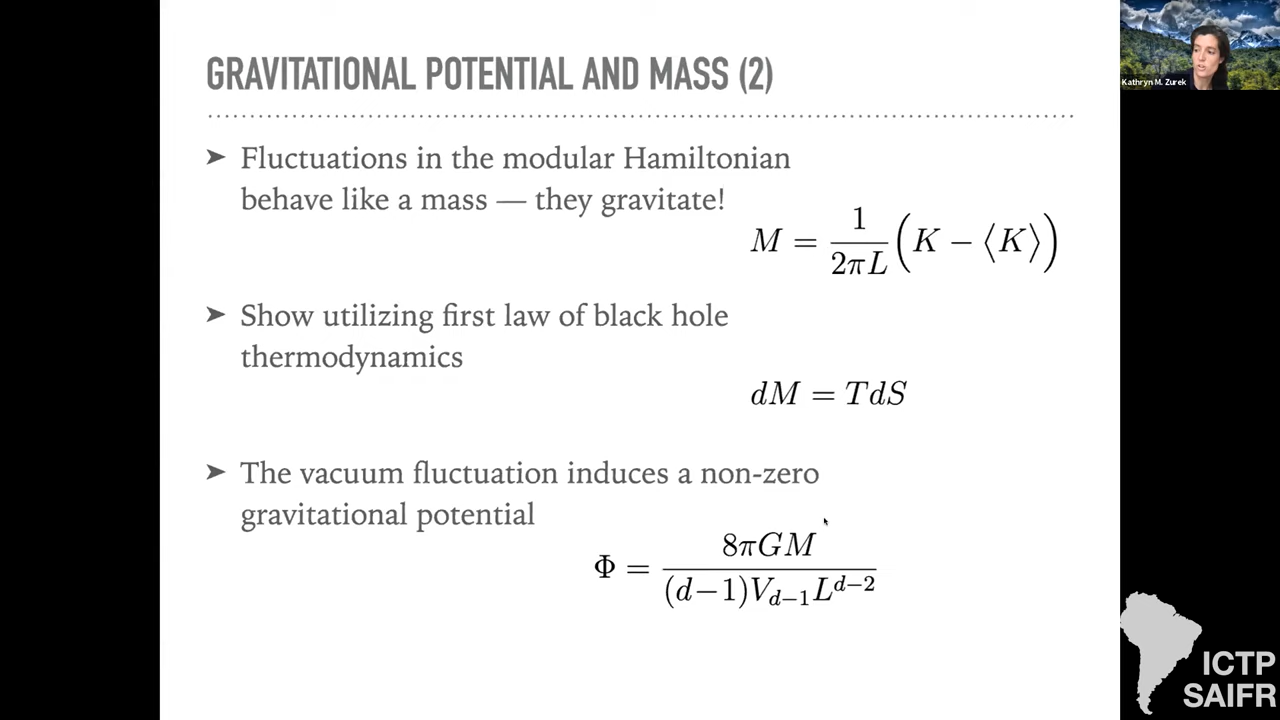 GRAVITATIONAL POTENTIAL AND MASS (2)
Kathryn M. Zurek
➤ Fluctuations in the modular Hamiltonian
behave like a mass — they gravitate!
M = \frac{1}{2πL} (K − ⟨K⟩)
➤ Show utilizing first law of black hole
thermodynamics
dM = TdS
➤ The vacuum fluctuation induces a non-zero
gravitational potential
Φ = \frac{8πGM}{(d−1)V_{d−1}L^{d−2}}
ICTP
SAIFR